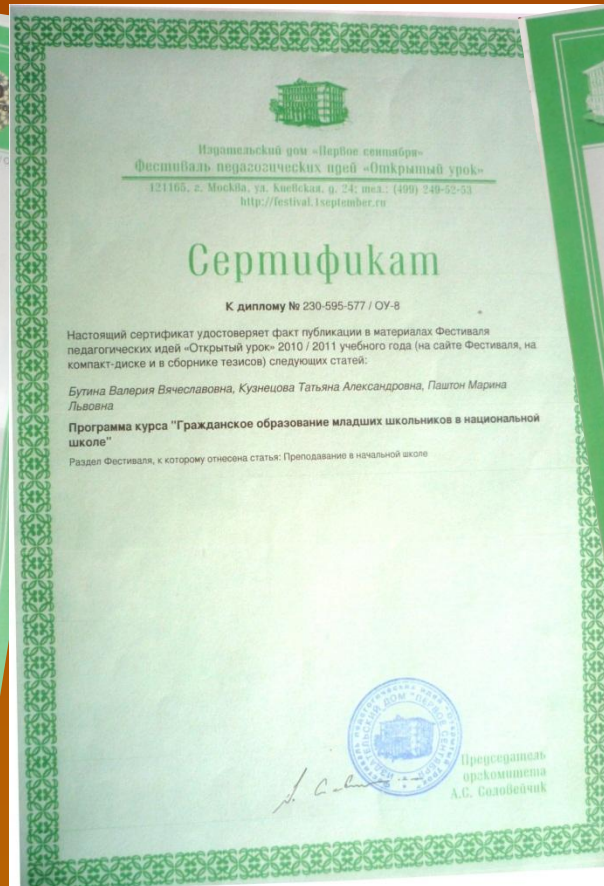 Издательский дом «Первое сентября»
Фестиваль педагогических идей «Открытый урок»
121165, г. Москва, ул. Киевская, д. 24; тел.: (499) 249-52-53
http://festival.1september.ru
Сертификат
К диплому № 230-595-577 / ОУ-8
Настоящий сертификат удостоверяет факт публикации в материалах Фестиваля
педагогических идей «Открытый урок» 2010 / 2011 учебного года (на сайте Фестиваля, на
компакт-диске и в сборнике тезисов) следующих статей:
Бутина Валерия Вячеславовна, Кузнецова Татьяна Александровна, Паштон Марина
Львовна
Программа курса "Гражданское образование младших школьников в национальной
школе"
Раздел Фестиваля, к которому отнесена статья: Преподавание в начальной школе
ИЗДАТЕЛЬСКИЙ ДОМ "ПЕРВОЕ СЕНТЯБРЯ"
Председатель
оргкомитета
А.С. Соловейчик